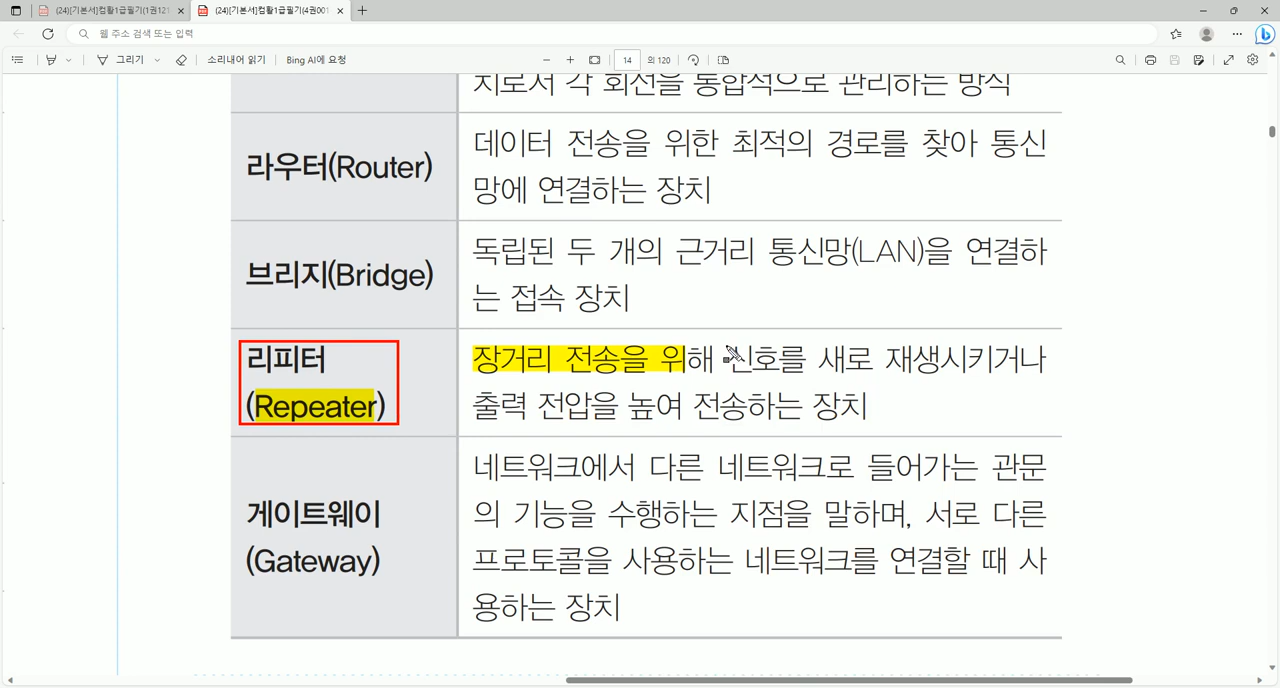 (24)[기본서]컴활1급필기(1권121
(24)[기본서]컴활1급필기(4권001
웹 주소 검색 또는 입력
그리기
소리내어 읽기
Bing AI에 요청
14
외 120
치로서 각 회선을 통합적으로 관리하는 방식
라우터(Router)
데이터 전송을 위한 최적의 경로를 찾아 통신
망에 연결하는 장치
브리지(Bridge)
독립된 두 개의 근거리 통신망(LAN)을 연결하
는 접속 장치
리피터
(Repeater)
장거리 전송을 위해 신호를 새로 재생시키거나
출력 전압을 높여 전송하는 장치
게이트웨이
(Gateway)
네트워크에서 다른 네트워크로 들어가는 관문
의 기능을 수행하는 지점을 말하며, 서로 다른
프로토콜을 사용하는 네트워크를 연결할 때 사
용하는 장치